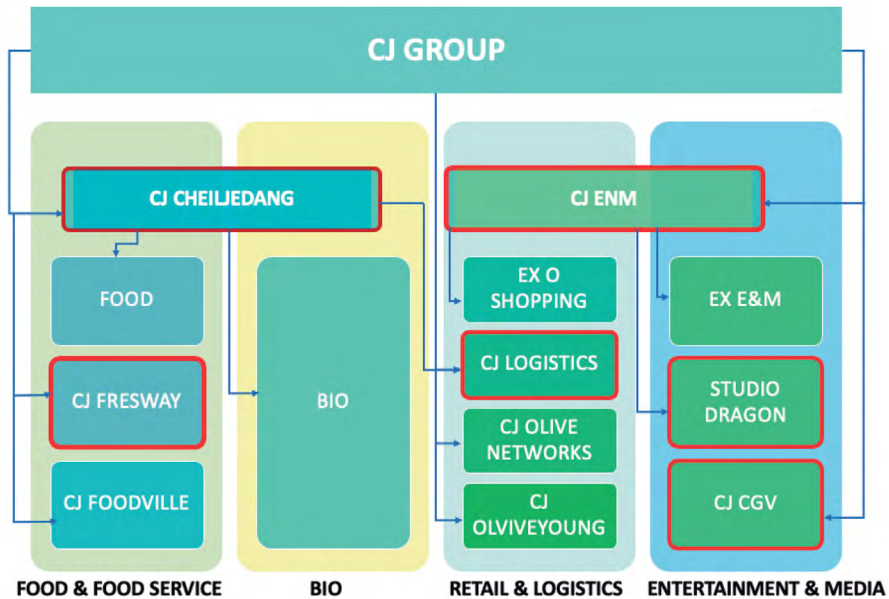 CJ GROUP
CJ CHEILJEDANG
CJ ENM
FOOD
CJ FRESWAY
CJ FOODVILLE
BIO
EX O
SHOPPING
CJ LOGISTICS
CJ OLIVE
NETWORKS
CJ
OLVIVEYOUNG
EX E&M
STUDIO
DRAGON
CJ CGV
FOOD & FOOD SERVICE
BIO
RETAIL & LOGISTICS
ENTERTAINMENT & MEDIA